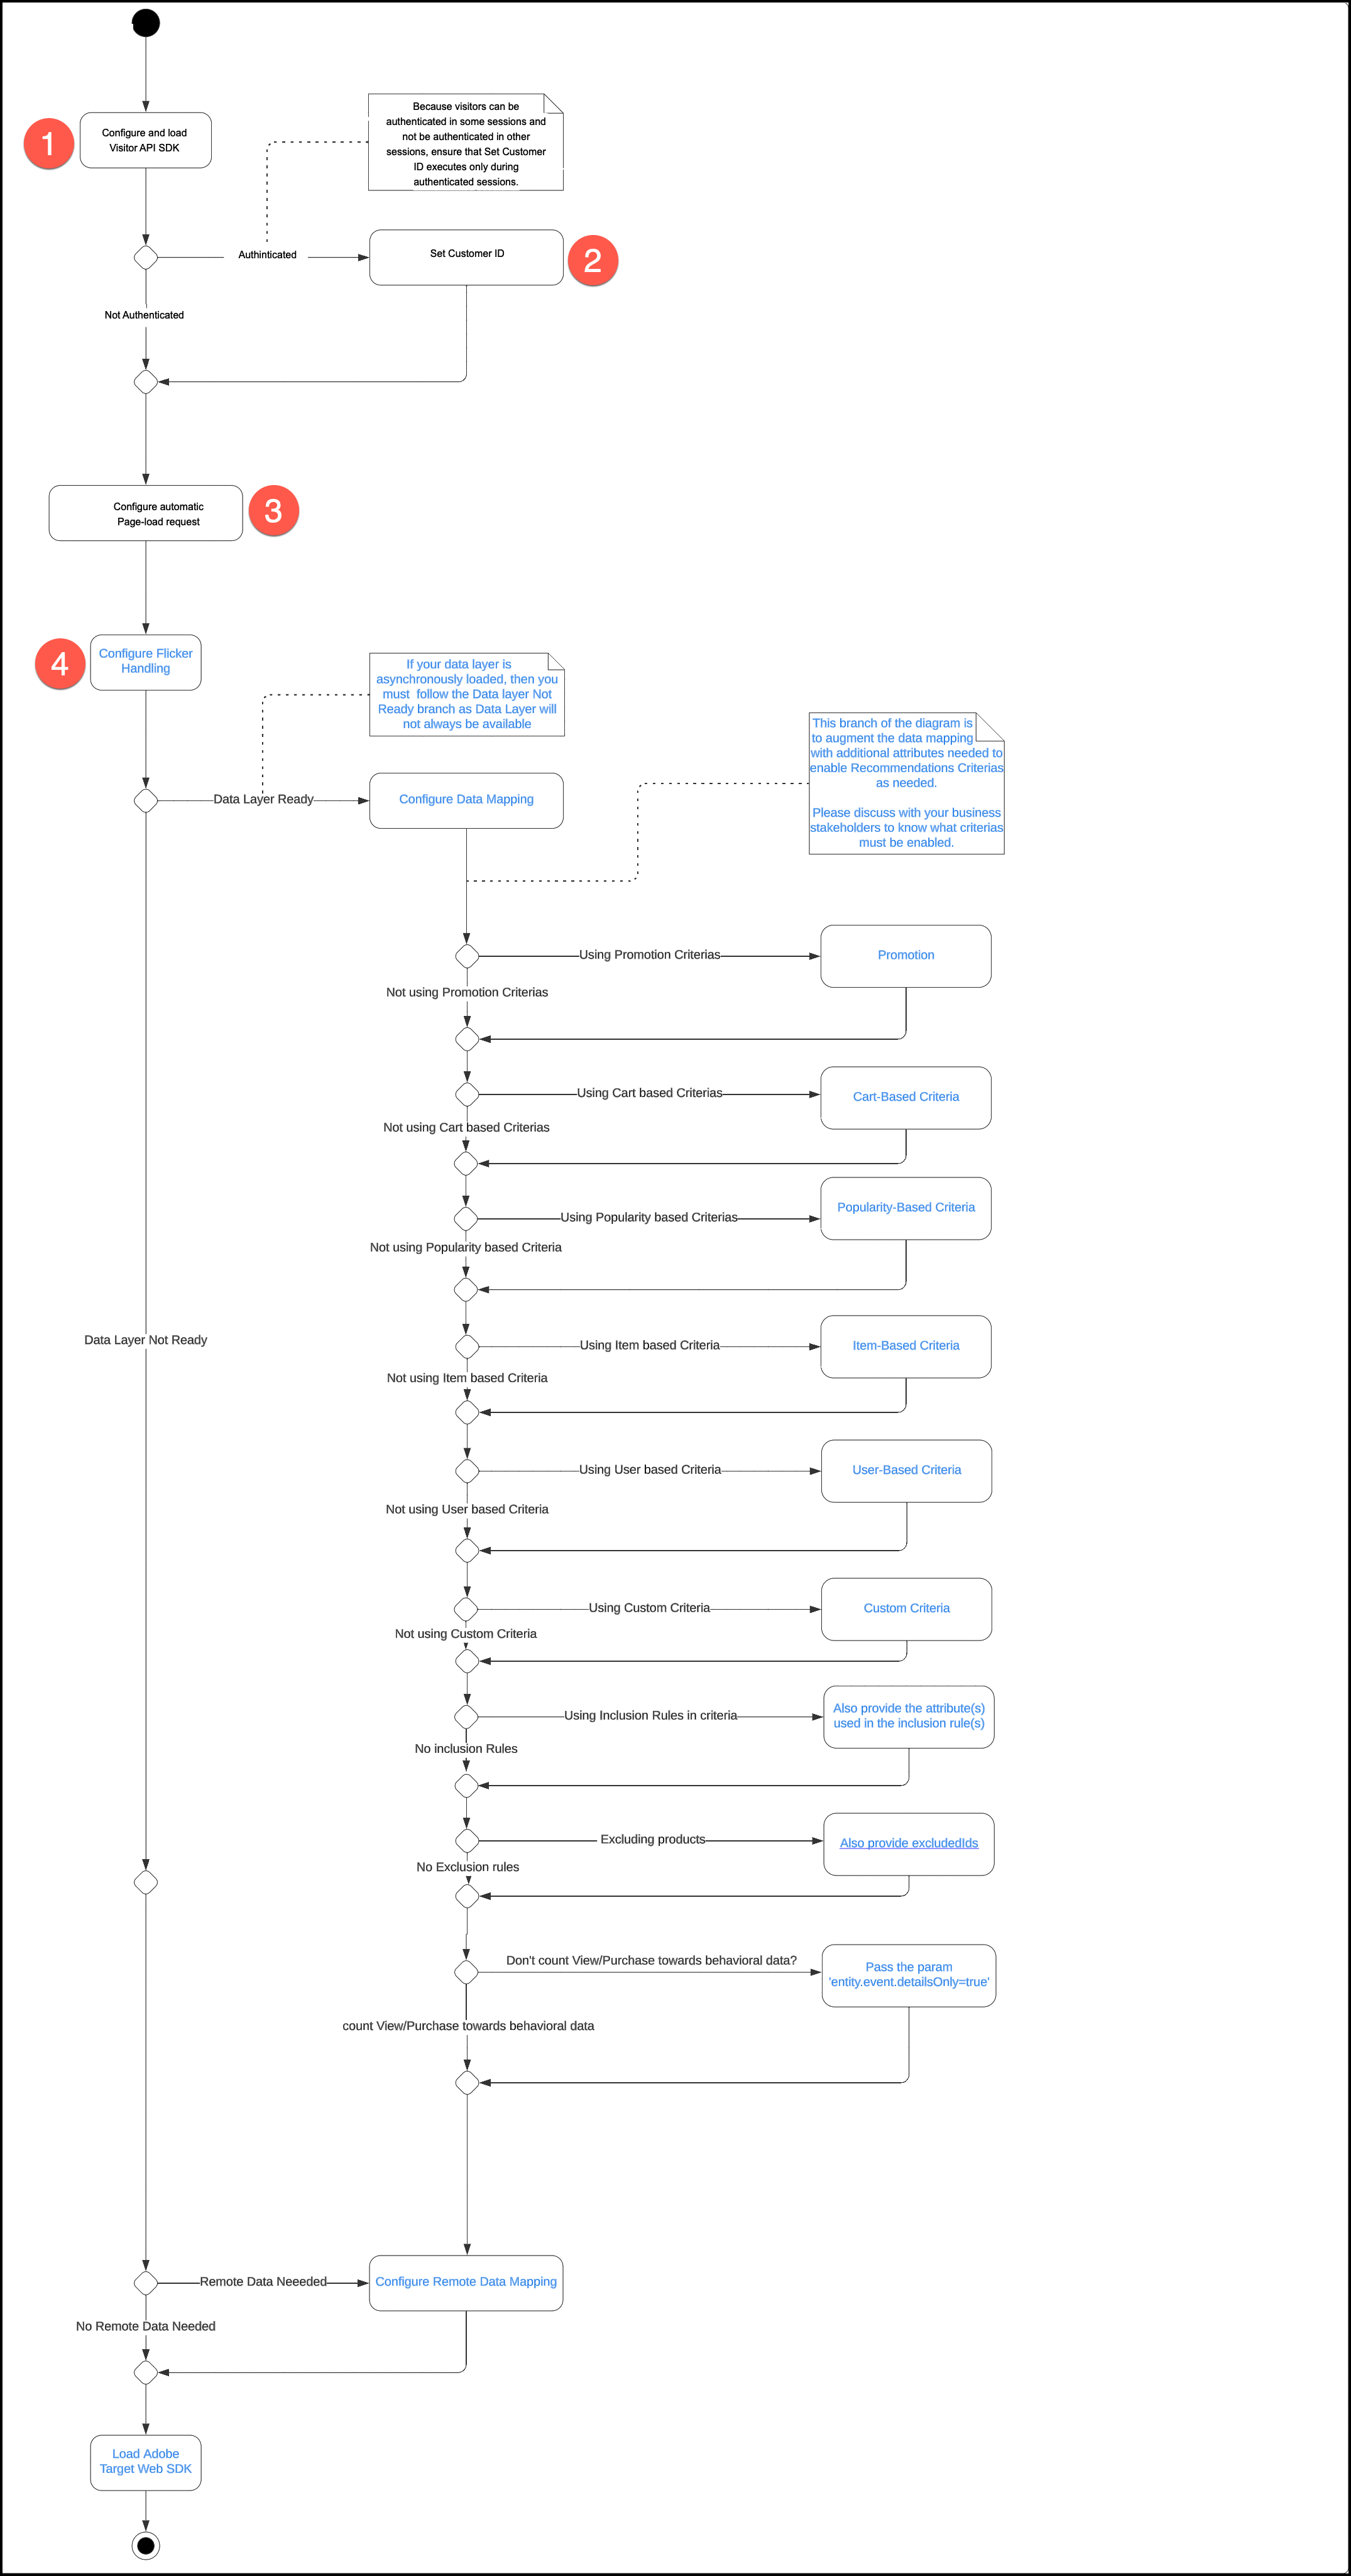 Because visitors can be
authenticated in some sessions and
not be authenticated in other
sessions, ensure that Set Customer
ID executes only during
authenticated sessions.
1
Configure and load
Visitor API SDK
Authinticated
Set Customer ID
2
Not Authenticated
Configure automatic
Page-load request
3
4
Configure Flicker
Handling
If your data layer is
asynchronously loaded, then you
must follow the Data layer Not
Ready branch as Data Layer will
not always be available
This branch of the diagram is
to augment the data mapping
with additional attributes needed to
enable Recommendations Criterias
as needed.
Please discuss with your business
stakeholders to know what criterias
must be enabled.
Data Layer Ready
Configure Data Mapping
Using Promotion Criterias
Promotion
Not using Promotion Criterias
Using Cart based Criterias
Cart-Based Criteria
Not using Cart based Criterias
Using Popularity based Criterias
Popularity-Based Criteria
Not using Popularity based Criteria
Data Layer Not Ready
Using Item based Criteria
Item-Based Criteria
Not using Item based Criteria
Using User based Criteria
User-Based Criteria
Not using User based Criteria
Using Custom Criteria
Custom Criteria
Not using Custom Criteria
Using Inclusion Rules in criteria
Also provide the attribute(s)
used in the inclusion rule(s)
No inclusion Rules
Excluding products
Also provide excludedIds
No Exclusion rules
Don't count View/Purchase towards behavioral data?
Pass the param
'entity.event.detailsOnly=true'
count View/Purchase towards behavioral data
Remote Data Neeeded
Configure Remote Data Mapping
No Remote Data Needed
Load Adobe
Target Web SDK